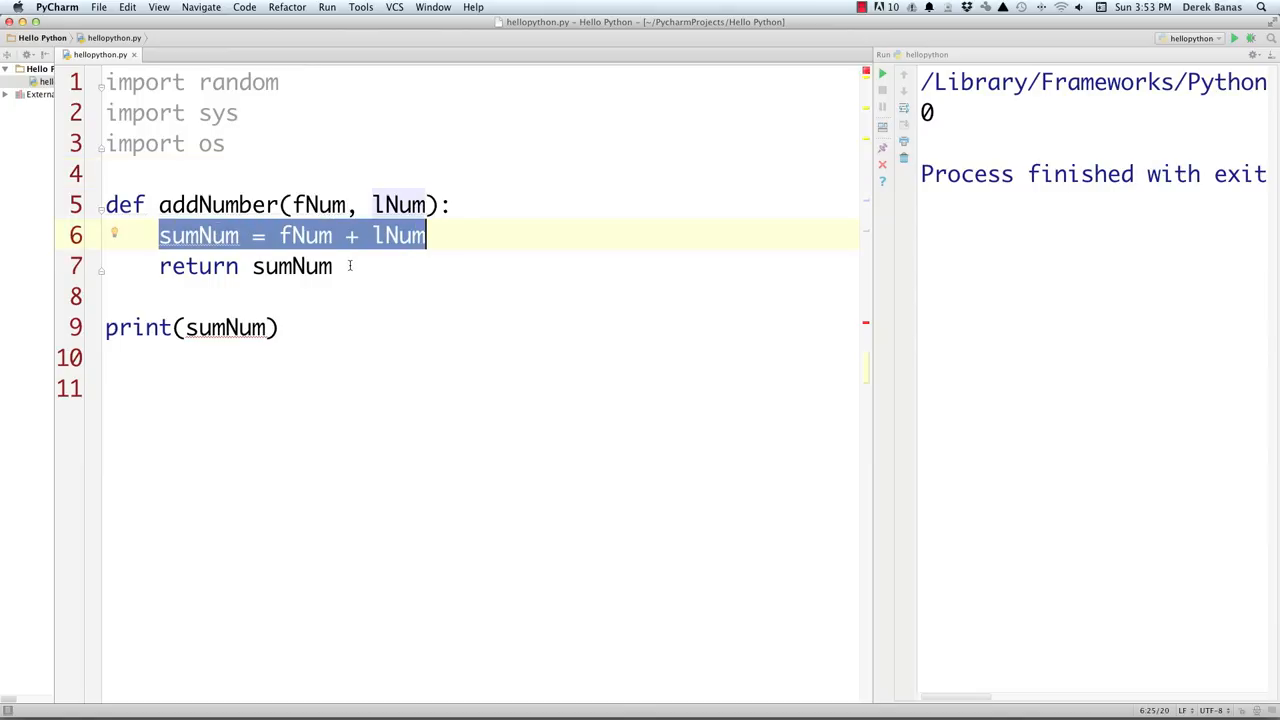 PyCharm File Edit View Navigate Code Refactor Run Tools VCS Window Help 10 Sun 3:53 PM Derek Banas
hellopython.py – Hello Python – [~/PycharmProjects/Hello Python]
Hello Python hellopython.py hellopython
hellopython.py Run hellopython
Hello F
hell
Externa
1 import random
2 import sys
3 import os
4
5 def addNumber(fNum, lNum):
6 sumNum = fNum + lNum
7 return sumNum
8
9 print(sumNum)
10
11
/Library/Frameworks/Python
0
Process finished with exit
6:25/20 LF UTF-8